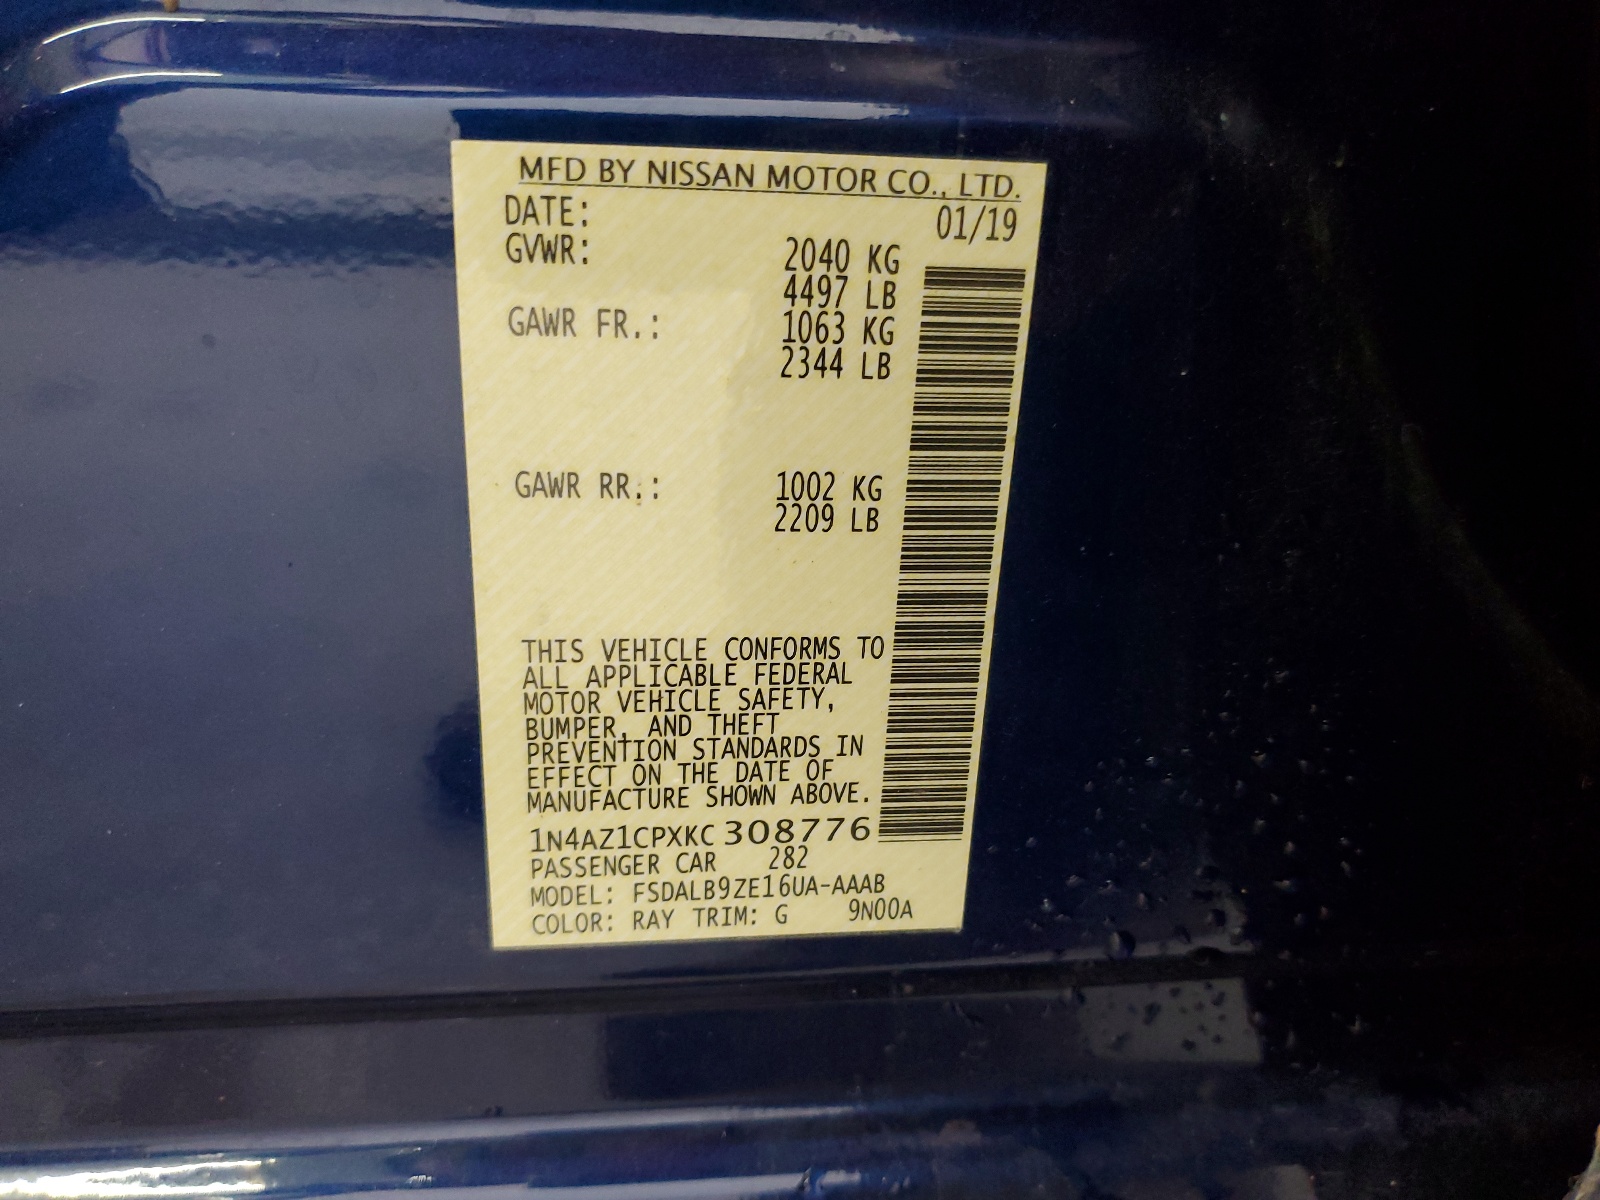 MFD BY NISSAN MOTOR CO., LTD.
DATE: 01/19
GVWR: 2040 KG
4497 LB
GAWR FR.: 1063 KG
2344 LB
GAWR RR.: 1002 KG
2209 LB
THIS VEHICLE CONFORMS TO
ALL APPLICABLE FEDERAL
MOTOR VEHICLE SAFETY,
BUMPER, AND THEFT
PREVENTION STANDARDS IN
EFFECT ON THE DATE OF
MANUFACTURE SHOWN ABOVE.
1N4AZ1CPXKC 308776
PASSENGER CAR 282
MODEL: FSDALB9ZE16UA-AAAB
COLOR: RAY TRIM: G 9N00A